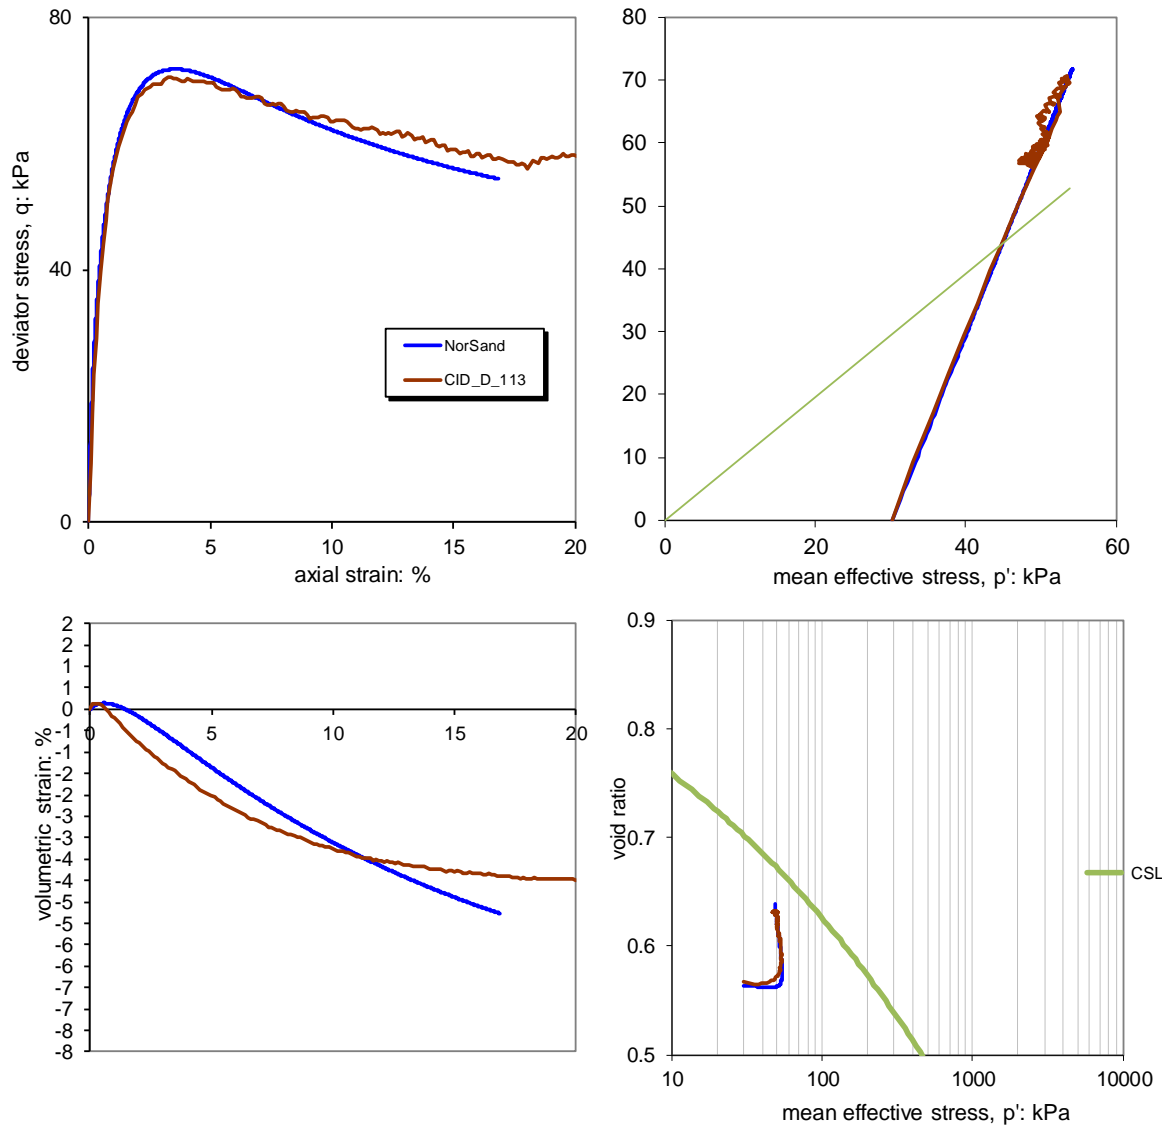 80
deviator stress, q: kPa
40
0
0 5 10 15 20
axial strain: %
NorSand
CID_D_113
80
70
60
50
40
30
20
10
0
0 20 40 60
mean effective stress, p': kPa
2
2
1
1
0
-1
-1
-2
-2
-3
-3
-4
-4
-5
-5
-6
-6
-7
-7
-8
-8
volumetric strain: %
0 5 10 15 20
0.9
0.8
0.7
0.6
0.5
void ratio
10 100 1000 10000
mean effective stress, p': kPa
CSL